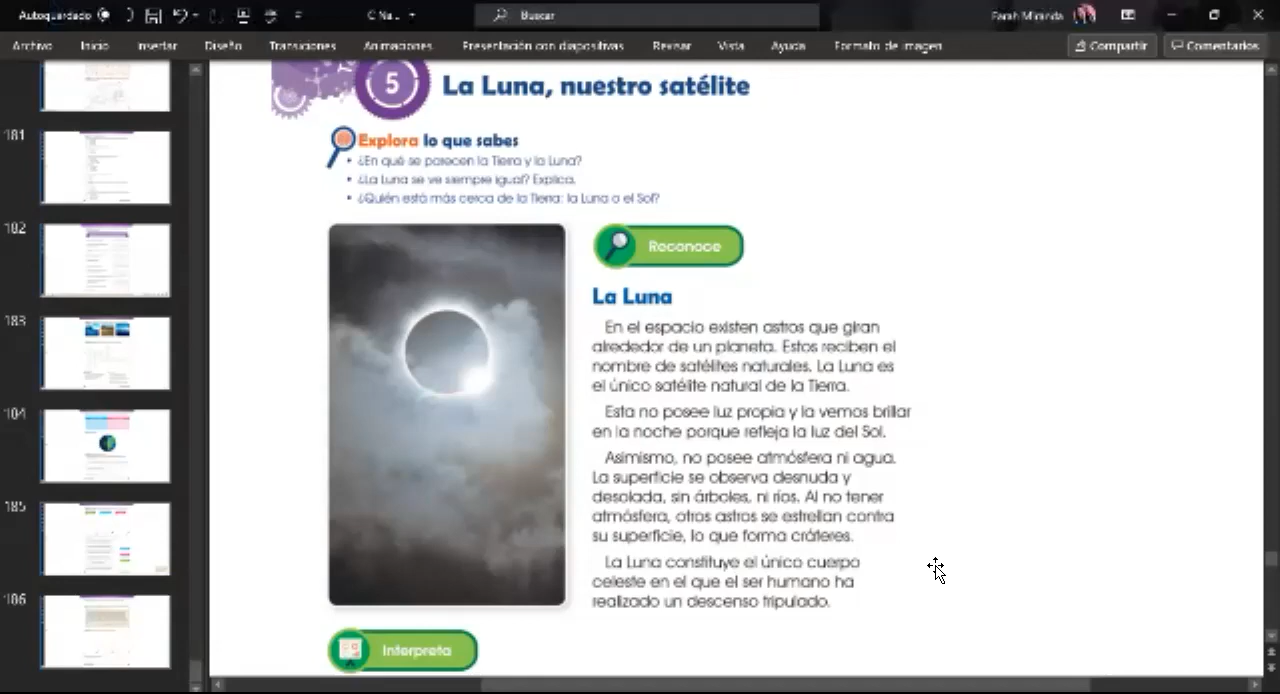 Autoguardado
C Na...
Buscar
Farah Miranda
Archivo Inicio Insertar Diseño Transiciones Animaciones Presentación con diapositivas Revisar Vista Ayuda Formato de imagen Compartir Comentarios
5 La Luna, nuestro satélite
Explora lo que sabes
• ¿En qué se parecen la Tierra y la Luna?
• ¿La Luna se ve siempre igual? Explica.
• ¿Quién está más cerca de la Tierra: la Luna o el Sol?
Reconoce
La Luna
En el espacio existen astros que giran
alrededor de un planeta. Estos reciben el
nombre de satélites naturales. La Luna es
el único satélite natural de la Tierra.
Esta no posee luz propia y la vemos brillar
en la noche porque refleja la luz del Sol.
Asimismo, no posee atmósfera ni agua.
La superficie se observa desnuda y
desolada, sin árboles, ni ríos. Al no tener
atmósfera, otros astros se estrellan contra
su superficie, lo que forma cráteres.
La Luna constituye el único cuerpo
celeste en el que el ser humano ha
realizado un descenso tripulado.
Interpreta
181
182
183
184
185
186